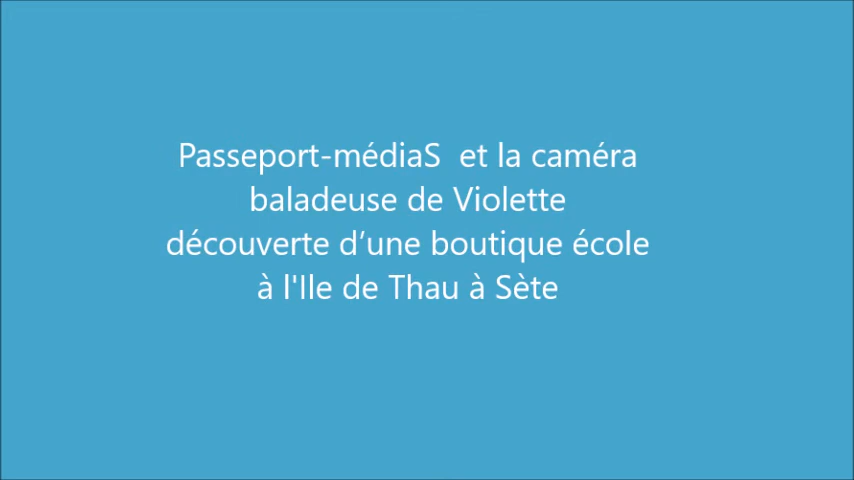 Passeport-médiaS  et la caméra
baladeuse de Violette
découverte d’une boutique école
à l'Ile de Thau à Sète